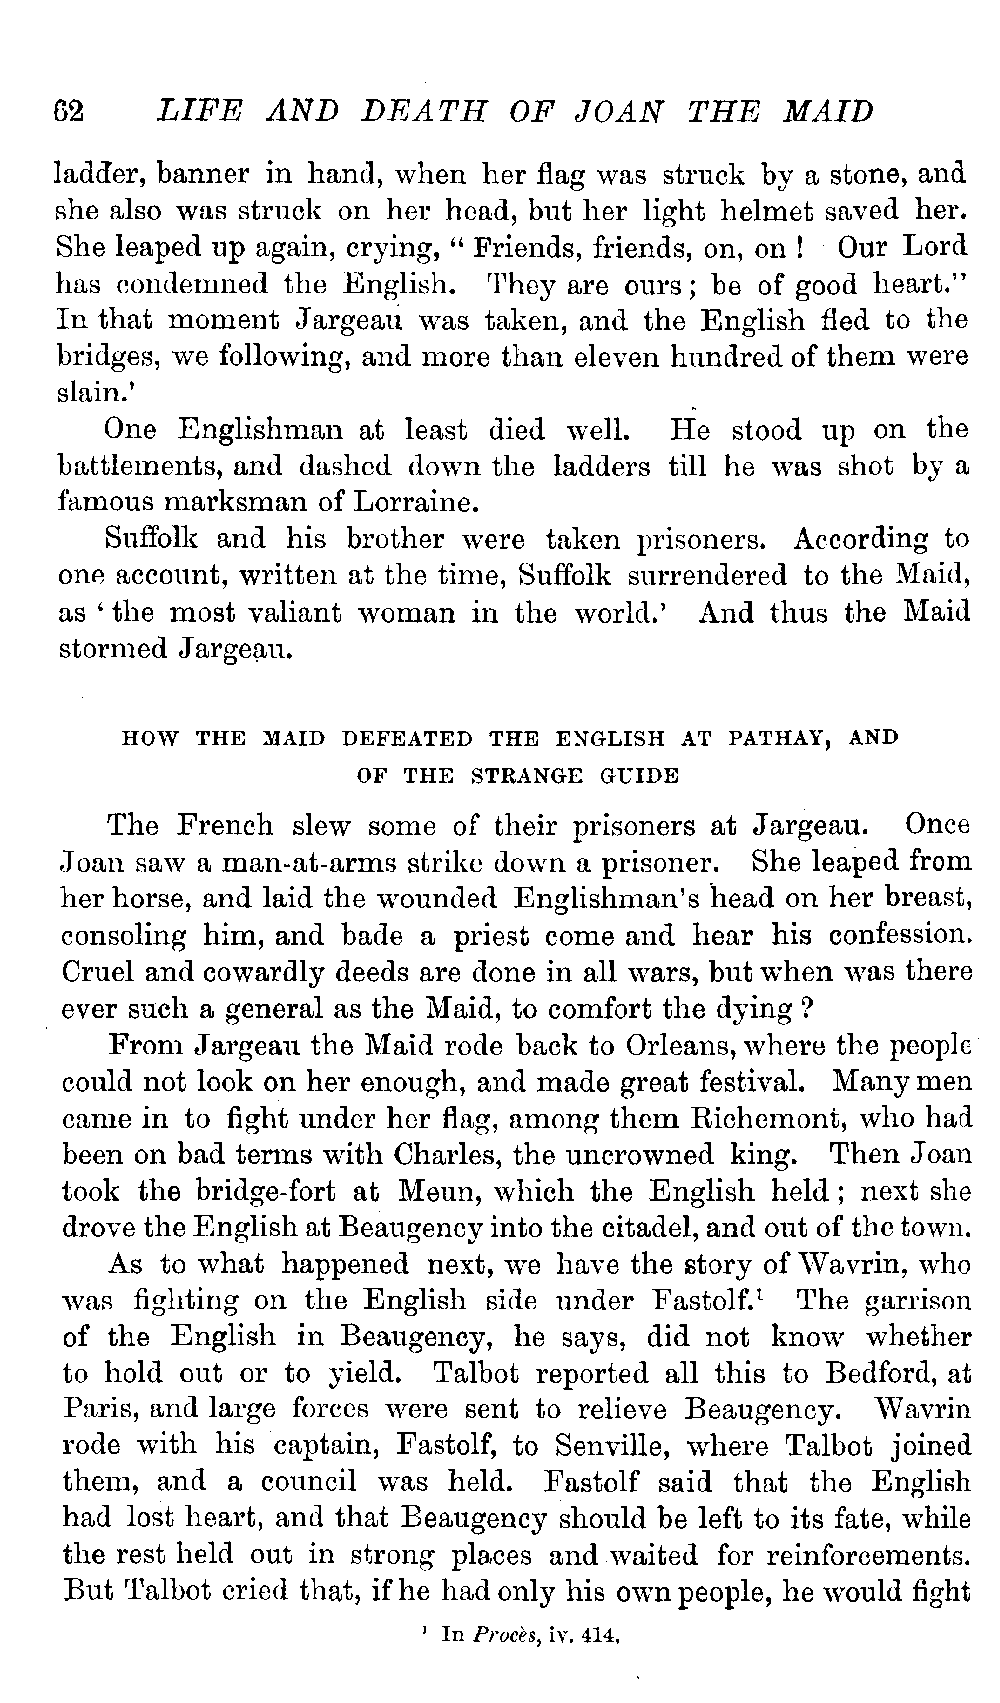 62 LIFE AND DEATH OF JOAN THE MAID
ladder, banner in hand, when her flag was struck by a stone, and
she also was struck on her head, but her light helmet saved her.
She leaped up again, crying, “ Friends, friends, on, on ! Our Lord
has condemned the English. They are ours ; be of good heart.”
In that moment Jargeau was taken, and the English fled to the
bridges, we following, and more than eleven hundred of them were
slain.’
One Englishman at least died well. He stood up on the
battlements, and dashed down the ladders till he was shot by a
famous marksman of Lorraine.
Suffolk and his brother were taken prisoners. According to
one account, written at the time, Suffolk surrendered to the Maid,
as ‘ the most valiant woman in the world.’ And thus the Maid
stormed Jargeau.
HOW THE MAID DEFEATED THE ENGLISH AT PATHAY, AND
OF THE STRANGE GUIDE
The French slew some of their prisoners at Jargeau. Once
Joan saw a man-at-arms strike down a prisoner. She leaped from
her horse, and laid the wounded Englishman's head on her breast,
consoling him, and bade a priest come and hear his confession.
Cruel and cowardly deeds are done in all wars, but when was there
ever such a general as the Maid, to comfort the dying ?
From Jargeau the Maid rode back to Orleans, where the people
could not look on her enough, and made great festival. Many men
came in to fight under her flag, among them Richemont, who had
been on bad terms with Charles, the uncrowned king. Then Joan
took the bridge-fort at Meun, which the English held ; next she
drove the English at Beaugency into the citadel, and out of the town.
As to what happened next, we have the story of Wavrin, who
was fighting on the English side under Fastolf.¹ The garrison
of the English in Beaugency, he says, did not know whether
to hold out or to yield. Talbot reported all this to Bedford, at
Paris, and large forces were sent to relieve Beaugency. Wavrin
rode with his captain, Fastolf, to Senville, where Talbot joined
them, and a council was held. Fastolf said that the English
had lost heart, and that Beaugency should be left to its fate, while
the rest held out in strong places and waited for reinforcements.
But Talbot cried that, if he had only his own people, he would fight
¹ In Procès, iv. 414.